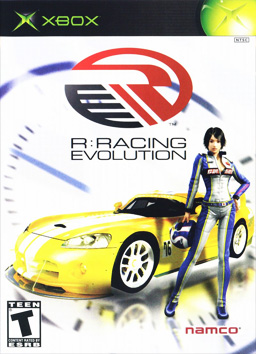 XBOX
NTSC
R:RACING
EVOLUTION
TEEN
T
CONTENT RATED BY
ESRB
namco